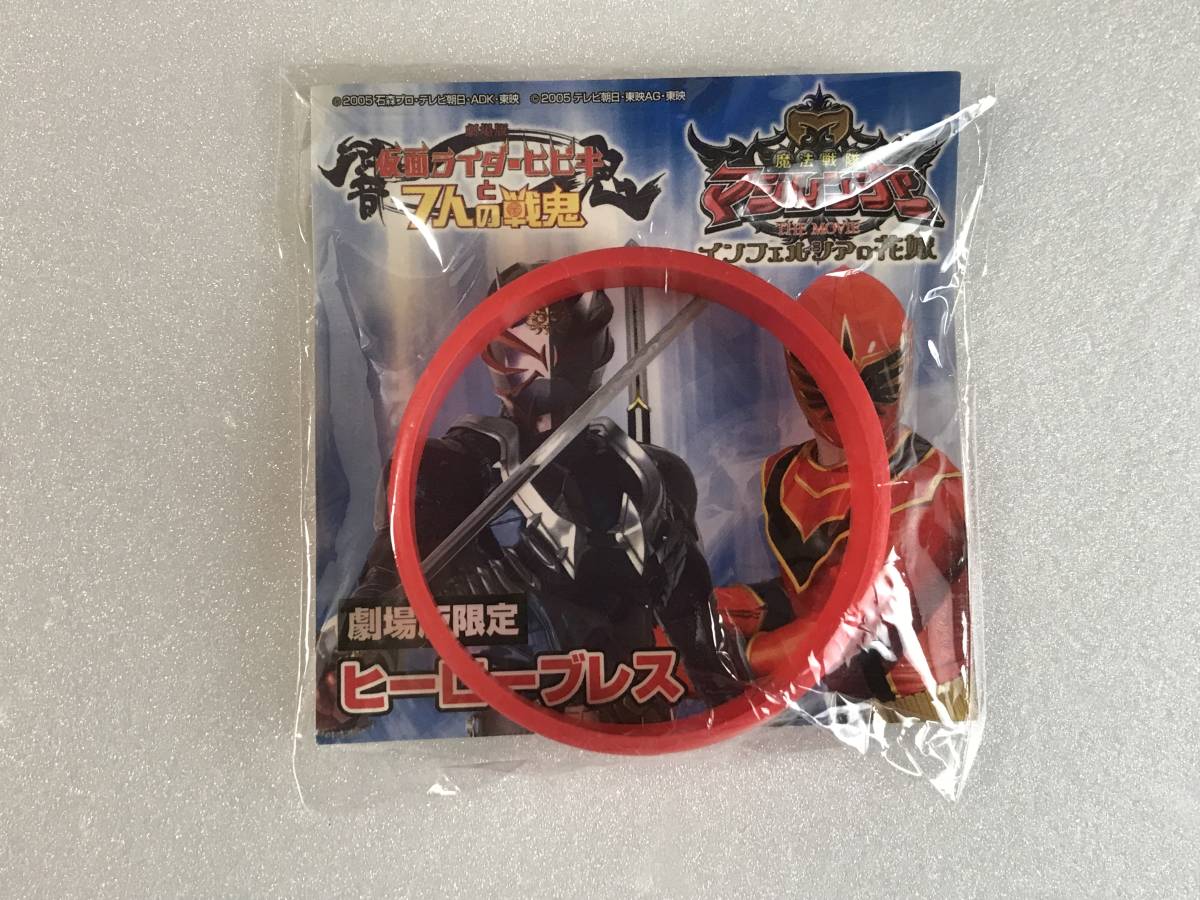 ©2005 石森プロ・テレビ朝日・ADK・東映 ©2005 テレビ朝日・東映AG・東映
劇場版
仮面ライダーヒビキ
と
7人の戦鬼
魔法戦隊
マジレンジャー
THE MOVIE
インフェルシアの花嫁
劇場版限定
ヒーローブレス